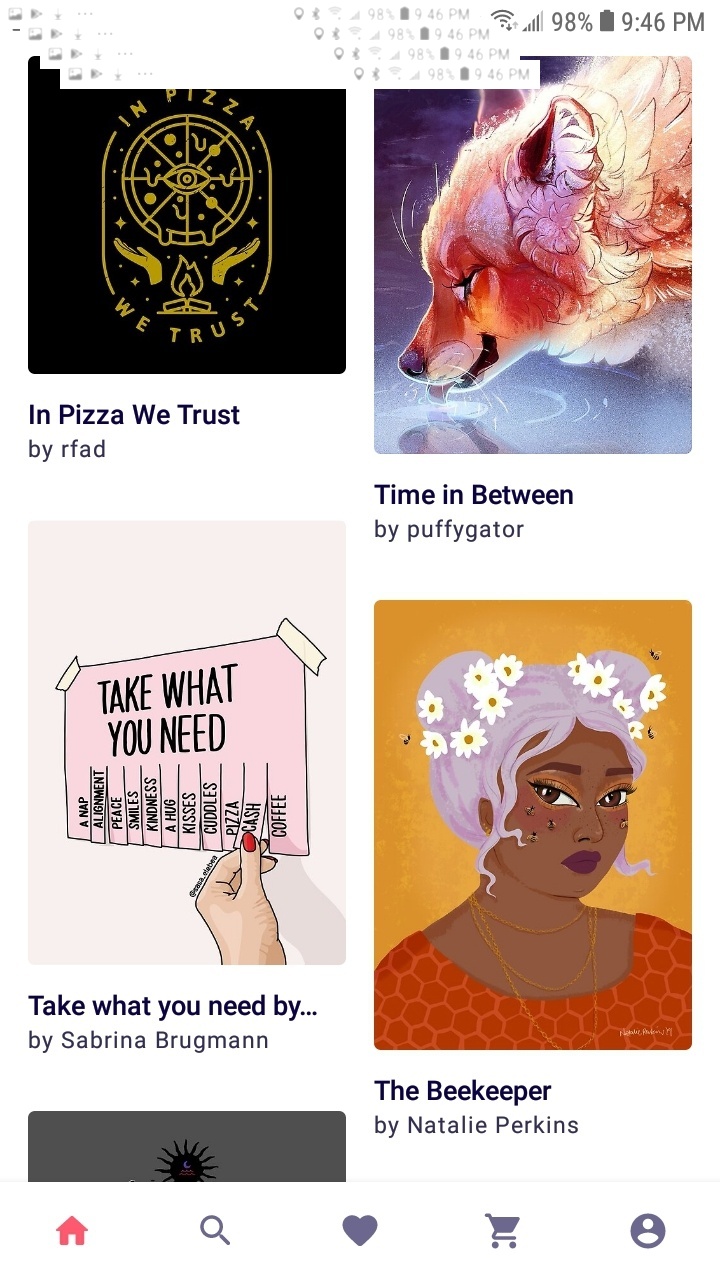 98% 9 46 PM
98% 9:46 PM
98% 9 46 PM
98% 9 46 PM
98% 9 46 PM
IN PIZZA
WE TRUST
In Pizza We Trust
by rfad
Time in Between
by puffygator
TAKE WHAT
YOU NEED
A NAP
ALIGNMENT
PEACE
SMILES
KINDNESS
A HUG
KISSES
CUDDLES
PIZZA
CASH
COFFEE
Take what you need by...
by Sabrina Brugmann
Natalie Perkins
The Beekeeper
by Natalie Perkins